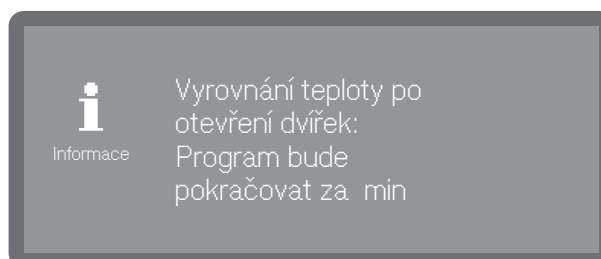 Informace
Vyrovnání teploty po
otevření dvířek:
Program bude
pokračovat za  min